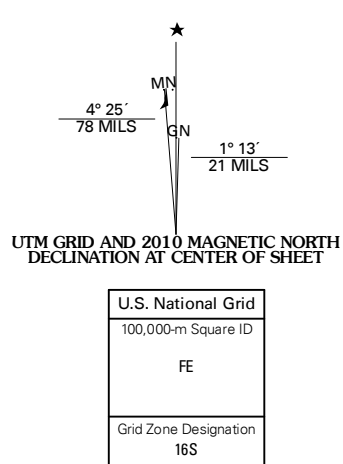 MN
GN
4° 25´
78 MILS
1° 13´
21 MILS
UTM GRID AND 2010 MAGNETIC NORTH
DECLINATION AT CENTER OF SHEET
U.S. National Grid
100,000-m Square ID
FE
Grid Zone Designation
16S